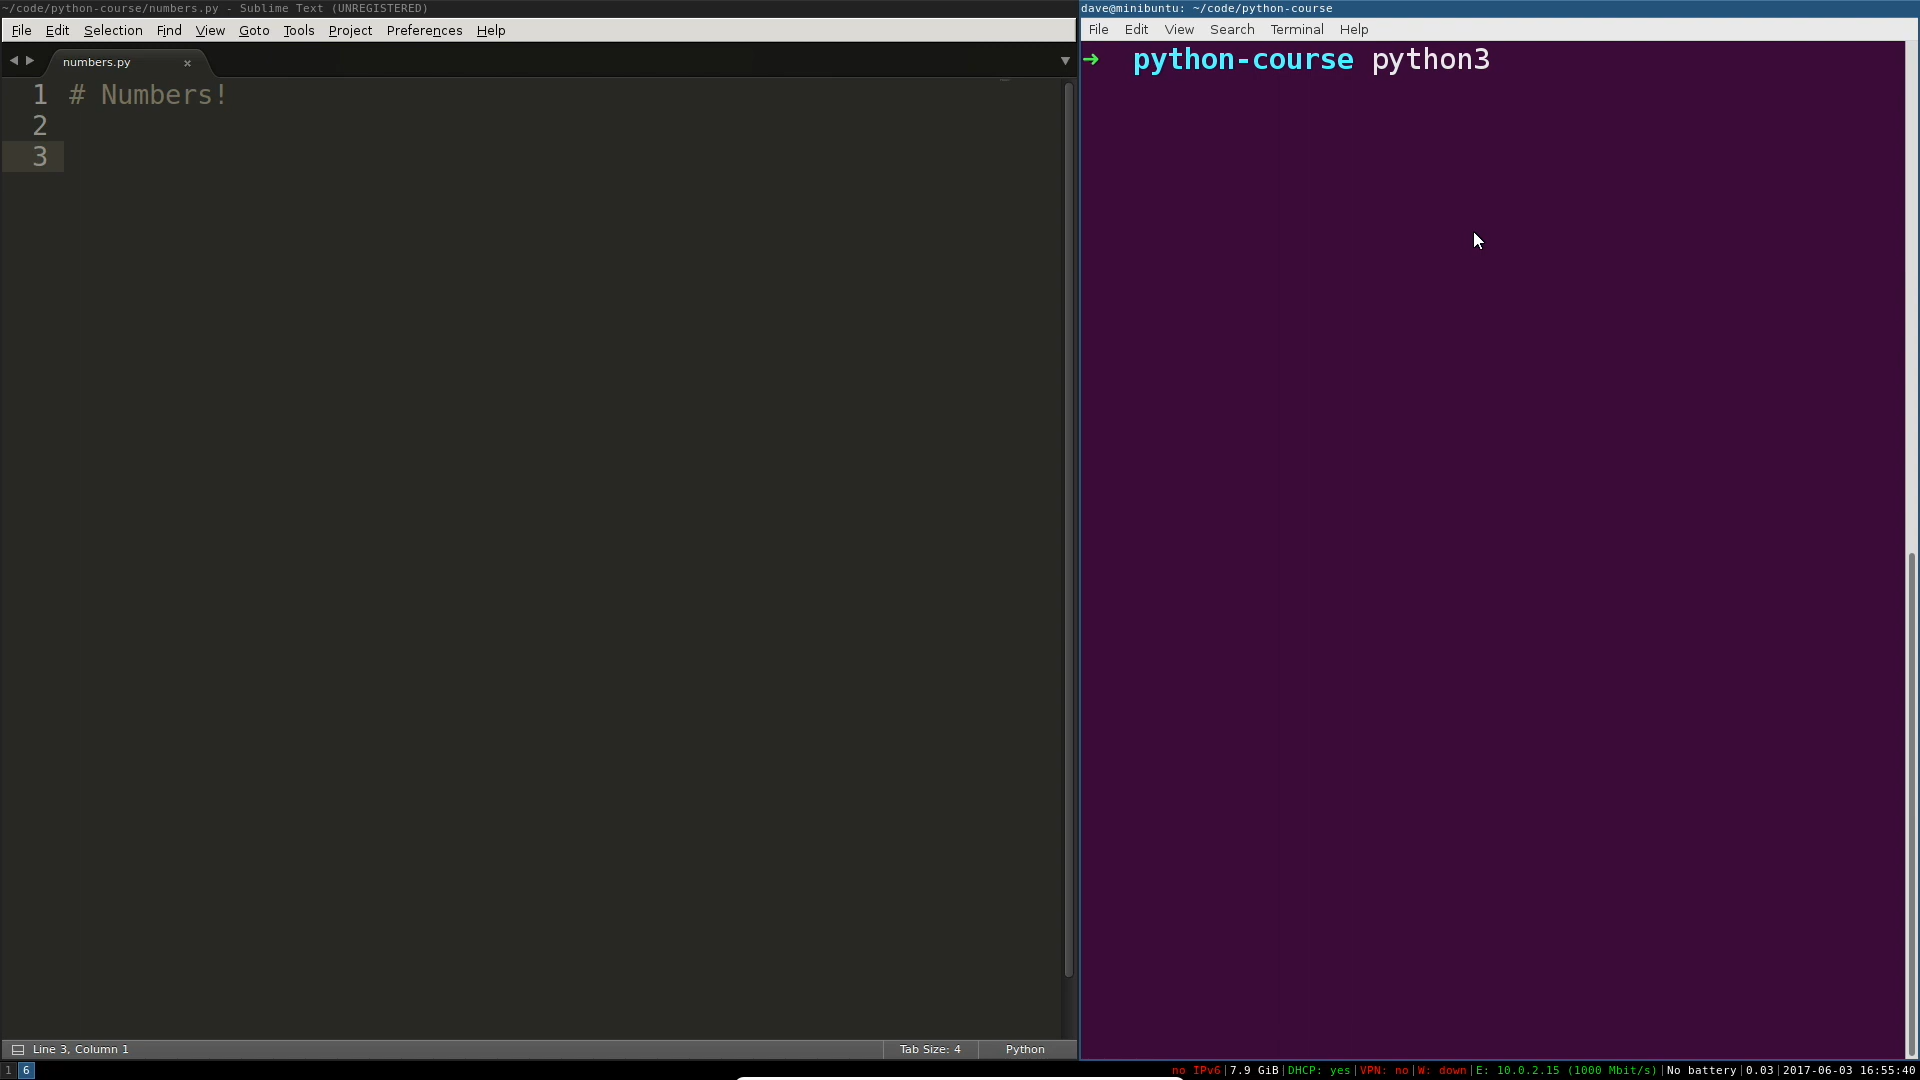 ~/code/python-course/numbers.py - Sublime Text (UNREGISTERED)
File Edit Selection Find View Goto Tools Project Preferences Help
numbers.py ×
1 # Numbers!
2
3
Line 3, Column 1
Tab Size: 4
Python
dave@minibuntu: ~/code/python-course
File Edit View Search Terminal Help
➜ python-course python3
1 6
no IPv6|7.9 GiB|DHCP: yes|VPN: no|W: down|E: 10.0.2.15 (1000 Mbit/s)|No battery|0.03|2017-06-03 16:55:40